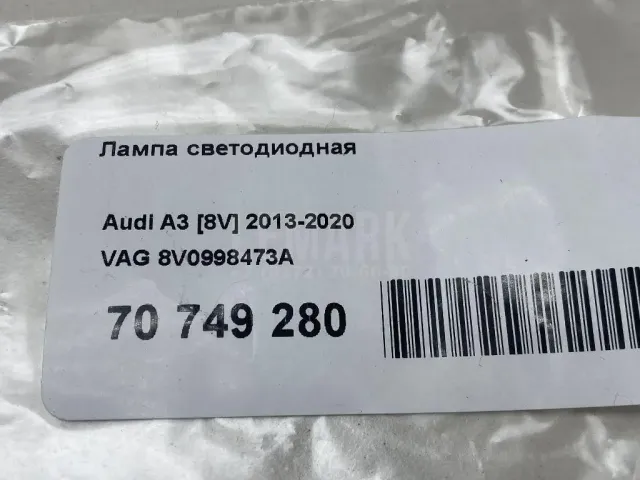 Лампа светодиодная
Audi A3 [8V] 2013-2020
VAG 8V0998473A
70 749 280